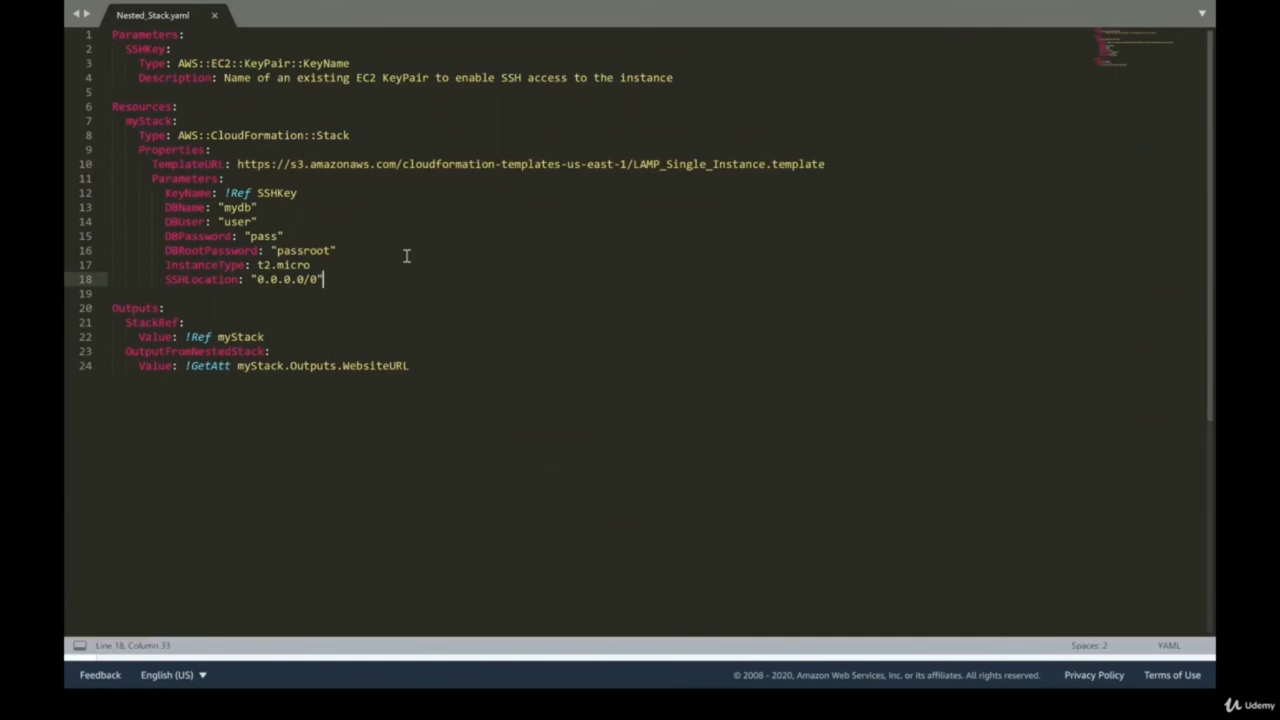 Nested_Stack.yaml ×
1 Parameters:
2   SSHKey:
3     Type: AWS::EC2::KeyPair::KeyName
4     Description: Name of an existing EC2 KeyPair to enable SSH access to the instance
5
6 Resources:
7   myStack:
8     Type: AWS::CloudFormation::Stack
9     Properties:
10       TemplateURL: https://s3.amazonaws.com/cloudformation-templates-us-east-1/LAMP_Single_Instance.template
11       Parameters:
12         KeyName: !Ref SSHKey
13         DBName: "mydb"
14         DBUser: "user"
15         DBPassword: "pass"
16         DBRootPassword: "passroot"
17         InstanceType: t2.micro
18         SSHLocation: "0.0.0.0/0"
19
20 Outputs:
21   StackRef:
22     Value: !Ref myStack
23   OutputFromNestedStack:
24     Value: !GetAtt myStack.Outputs.WebsiteURL
Line 18, Column 33 Spaces: 2 YAML
Feedback English (US) © 2008 - 2020, Amazon Web Services, Inc. or its affiliates. All rights reserved. Privacy Policy Terms of Use
Udemy